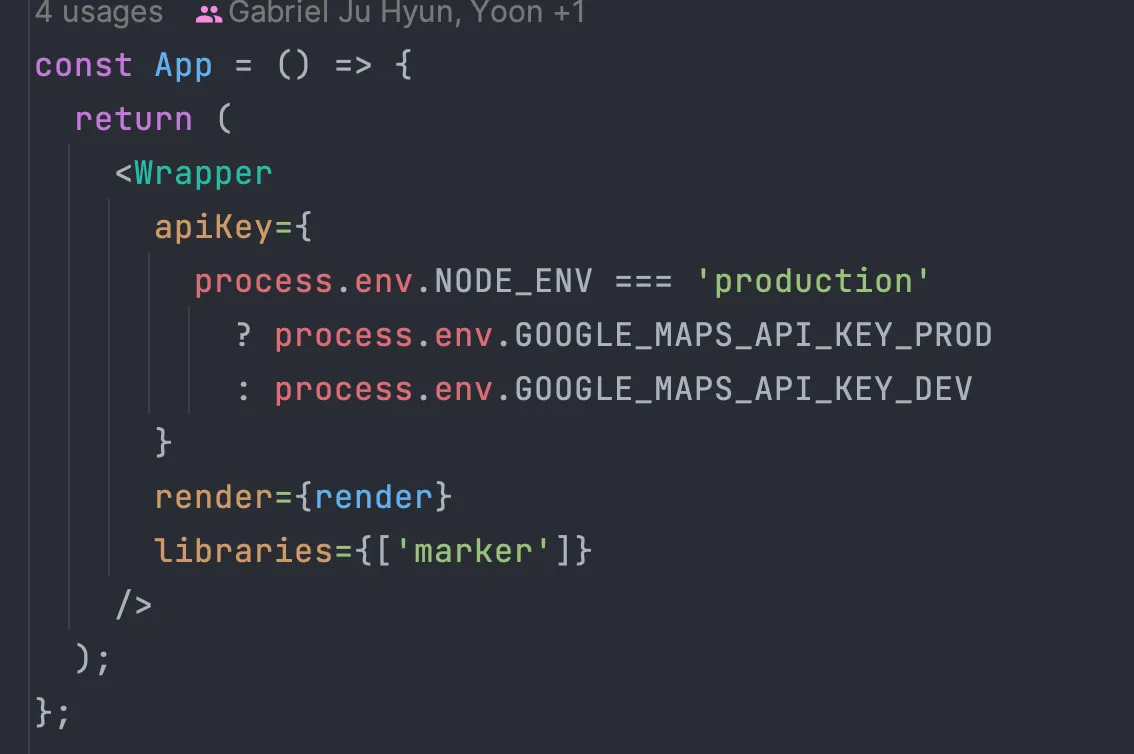 4 usages Gabriel Ju Hyun, Yoon +1
const App = () => {
  return (
    <Wrapper
      apiKey={
        process.env.NODE_ENV === 'production'
          ? process.env.GOOGLE_MAPS_API_KEY_PROD
          : process.env.GOOGLE_MAPS_API_KEY_DEV
      }
      render={render}
      libraries={['marker']}
    />
  );
};